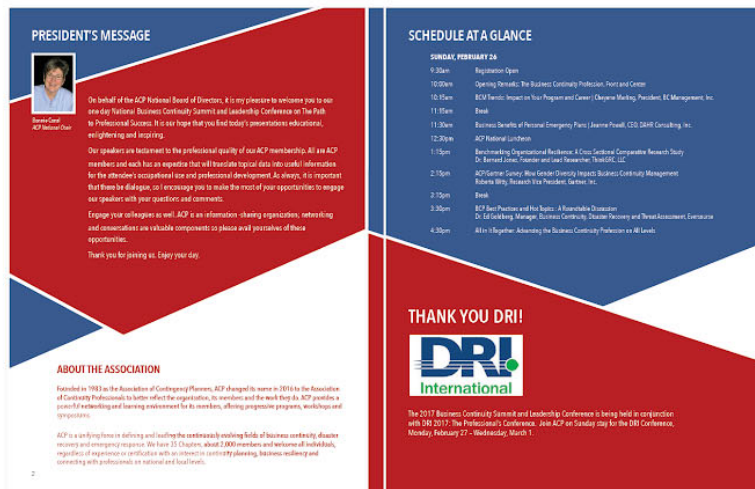 PRESIDENT'S MESSAGE
Bonnie Canal
ACP National Chair
On behalf of the ACP National Board of Directors, it is my pleasure to welcome you to our
one day National Business Continuity Summit and Leadership Conference on The Path
to Professional Success. It is our hope that you find today's presentations educational,
enlightening and inspiring.
Our speakers are testament to the professional quality of our ACP membership. All are ACP
members and each has an expertise that will translate topical data into useful information
for the attendee's occupational use and professional development. As always, it is important
that there be dialogue, so I encourage you to make the most of your opportunities to engage
our speakers with your questions and comments.
Engage your colleagues as well. ACP is an information-sharing organization; networking
and conversations are valuable components so please avail yourselves of these
opportunities.
Thank you for joining us. Enjoy your day.
ABOUT THE ASSOCIATION
Founded in 1983 as the Association of Contingency Planners, ACP changed its name in 2016 to the Association
of Continuity Professionals to better reflect the organization, its members and the work they do. ACP provides a
powerful networking and learning environment for its members, offering progressive programs, workshops and
symposiums.
ACP is a unifying force in defining and leading the continuously evolving fields of business continuity, disaster
recovery and emergency response. We have 35 Chapters, about 2,000 members and welcome all individuals,
regardless of experience or certification with an interest in continuity planning, business resiliency and
connecting with professionals on national and local levels.
2
SCHEDULE AT A GLANCE
SUNDAY, FEBRUARY 26
9:30am Registration Open
10:00am Opening Remarks: The Business Continuity Profession, Front and Center
10:15am BCM Trends: Impact on Your Program and Career | Cheyene Marling, President, BC Management, Inc.
11:15am Break
11:30am Business Benefits of Personal Emergency Plans | Jeanne Powell, CEO, DAHR Consulting, Inc.
12:30pm ACP National Luncheon
1:15pm Benchmarking Organizational Resilience: A Cross Sectional Comparative Research Study
Dr. Bernard Jones, Founder and Lead Researcher, ThinkGRC, LLC
2:15pm ACP/Gartner Survey: How Gender Diversity Impacts Business Continuity Management
Roberta Witty, Research Vice President, Gartner, Inc.
3:15pm Break
3:30pm BCP Best Practices and Hot Topics - A Roundtable Discussion
Dr. Ed Goldberg, Manager, Business Continuity, Disaster Recovery and Threat Assessment, Eversource
4:30pm All in It Together: Advancing the Business Continuity Profession on All Levels
THANK YOU DRI!
DRI
International
The 2017 Business Continuity Summit and Leadership Conference is being held in conjunction
with DRI 2017: The Professional's Conference. Join ACP on Sunday stay for the DRI Conference,
Monday, February 27 - Wednesday, March 1.